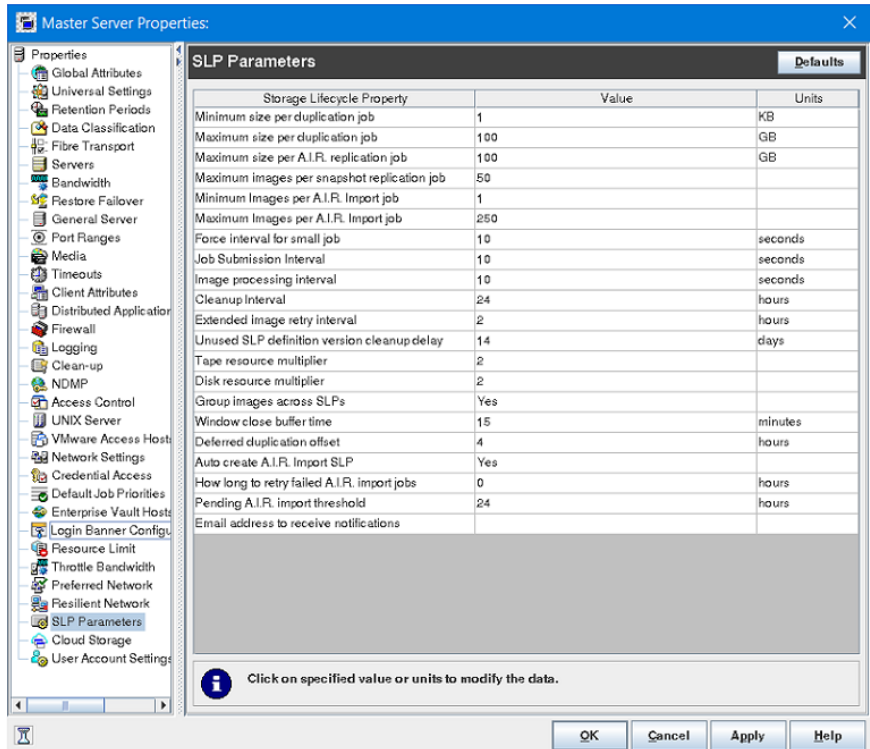 Master Server Properties:
Properties
Global Attributes
Universal Settings
Retention Periods
Data Classification
Fibre Transport
Servers
Bandwidth
Restore Failover
General Server
Port Ranges
Media
Timeouts
Client Attributes
Distributed Application
Firewall
Logging
Clean-up
NDMP
Access Control
UNIX Server
VMware Access Hosts
Network Settings
Credential Access
Default Job Priorities
Enterprise Vault Hosts
Login Banner Configu
Resource Limit
Throttle Bandwidth
Preferred Network
Resilient Network
SLP Parameters
Cloud Storage
User Account Settings
SLP Parameters Defaults
Storage Lifecycle Property Value Units
Minimum size per duplication job 1 KB
Maximum size per duplication job 100 GB
Maximum size per A.I.R. replication job 100 GB
Maximum images per snapshot replication job 50
Minimum Images per A.I.R. Import job 1
Maximum Images per A.I.R. Import job 250
Force interval for small job 10 seconds
Job Submission Interval 10 seconds
Image processing interval 10 seconds
Cleanup Interval 24 hours
Extended image retry interval 2 hours
Unused SLP definition version cleanup delay 14 days
Tape resource multiplier 2
Disk resource multiplier 2
Group images across SLPs Yes
Window close buffer time 15 minutes
Deferred duplication offset 4 hours
Auto create A.I.R. Import SLP Yes
How long to retry failed A.I.R. import jobs 0 hours
Pending A.I.R. import threshold 24 hours
Email address to receive notifications
Click on specified value or units to modify the data.
OK Cancel Apply Help